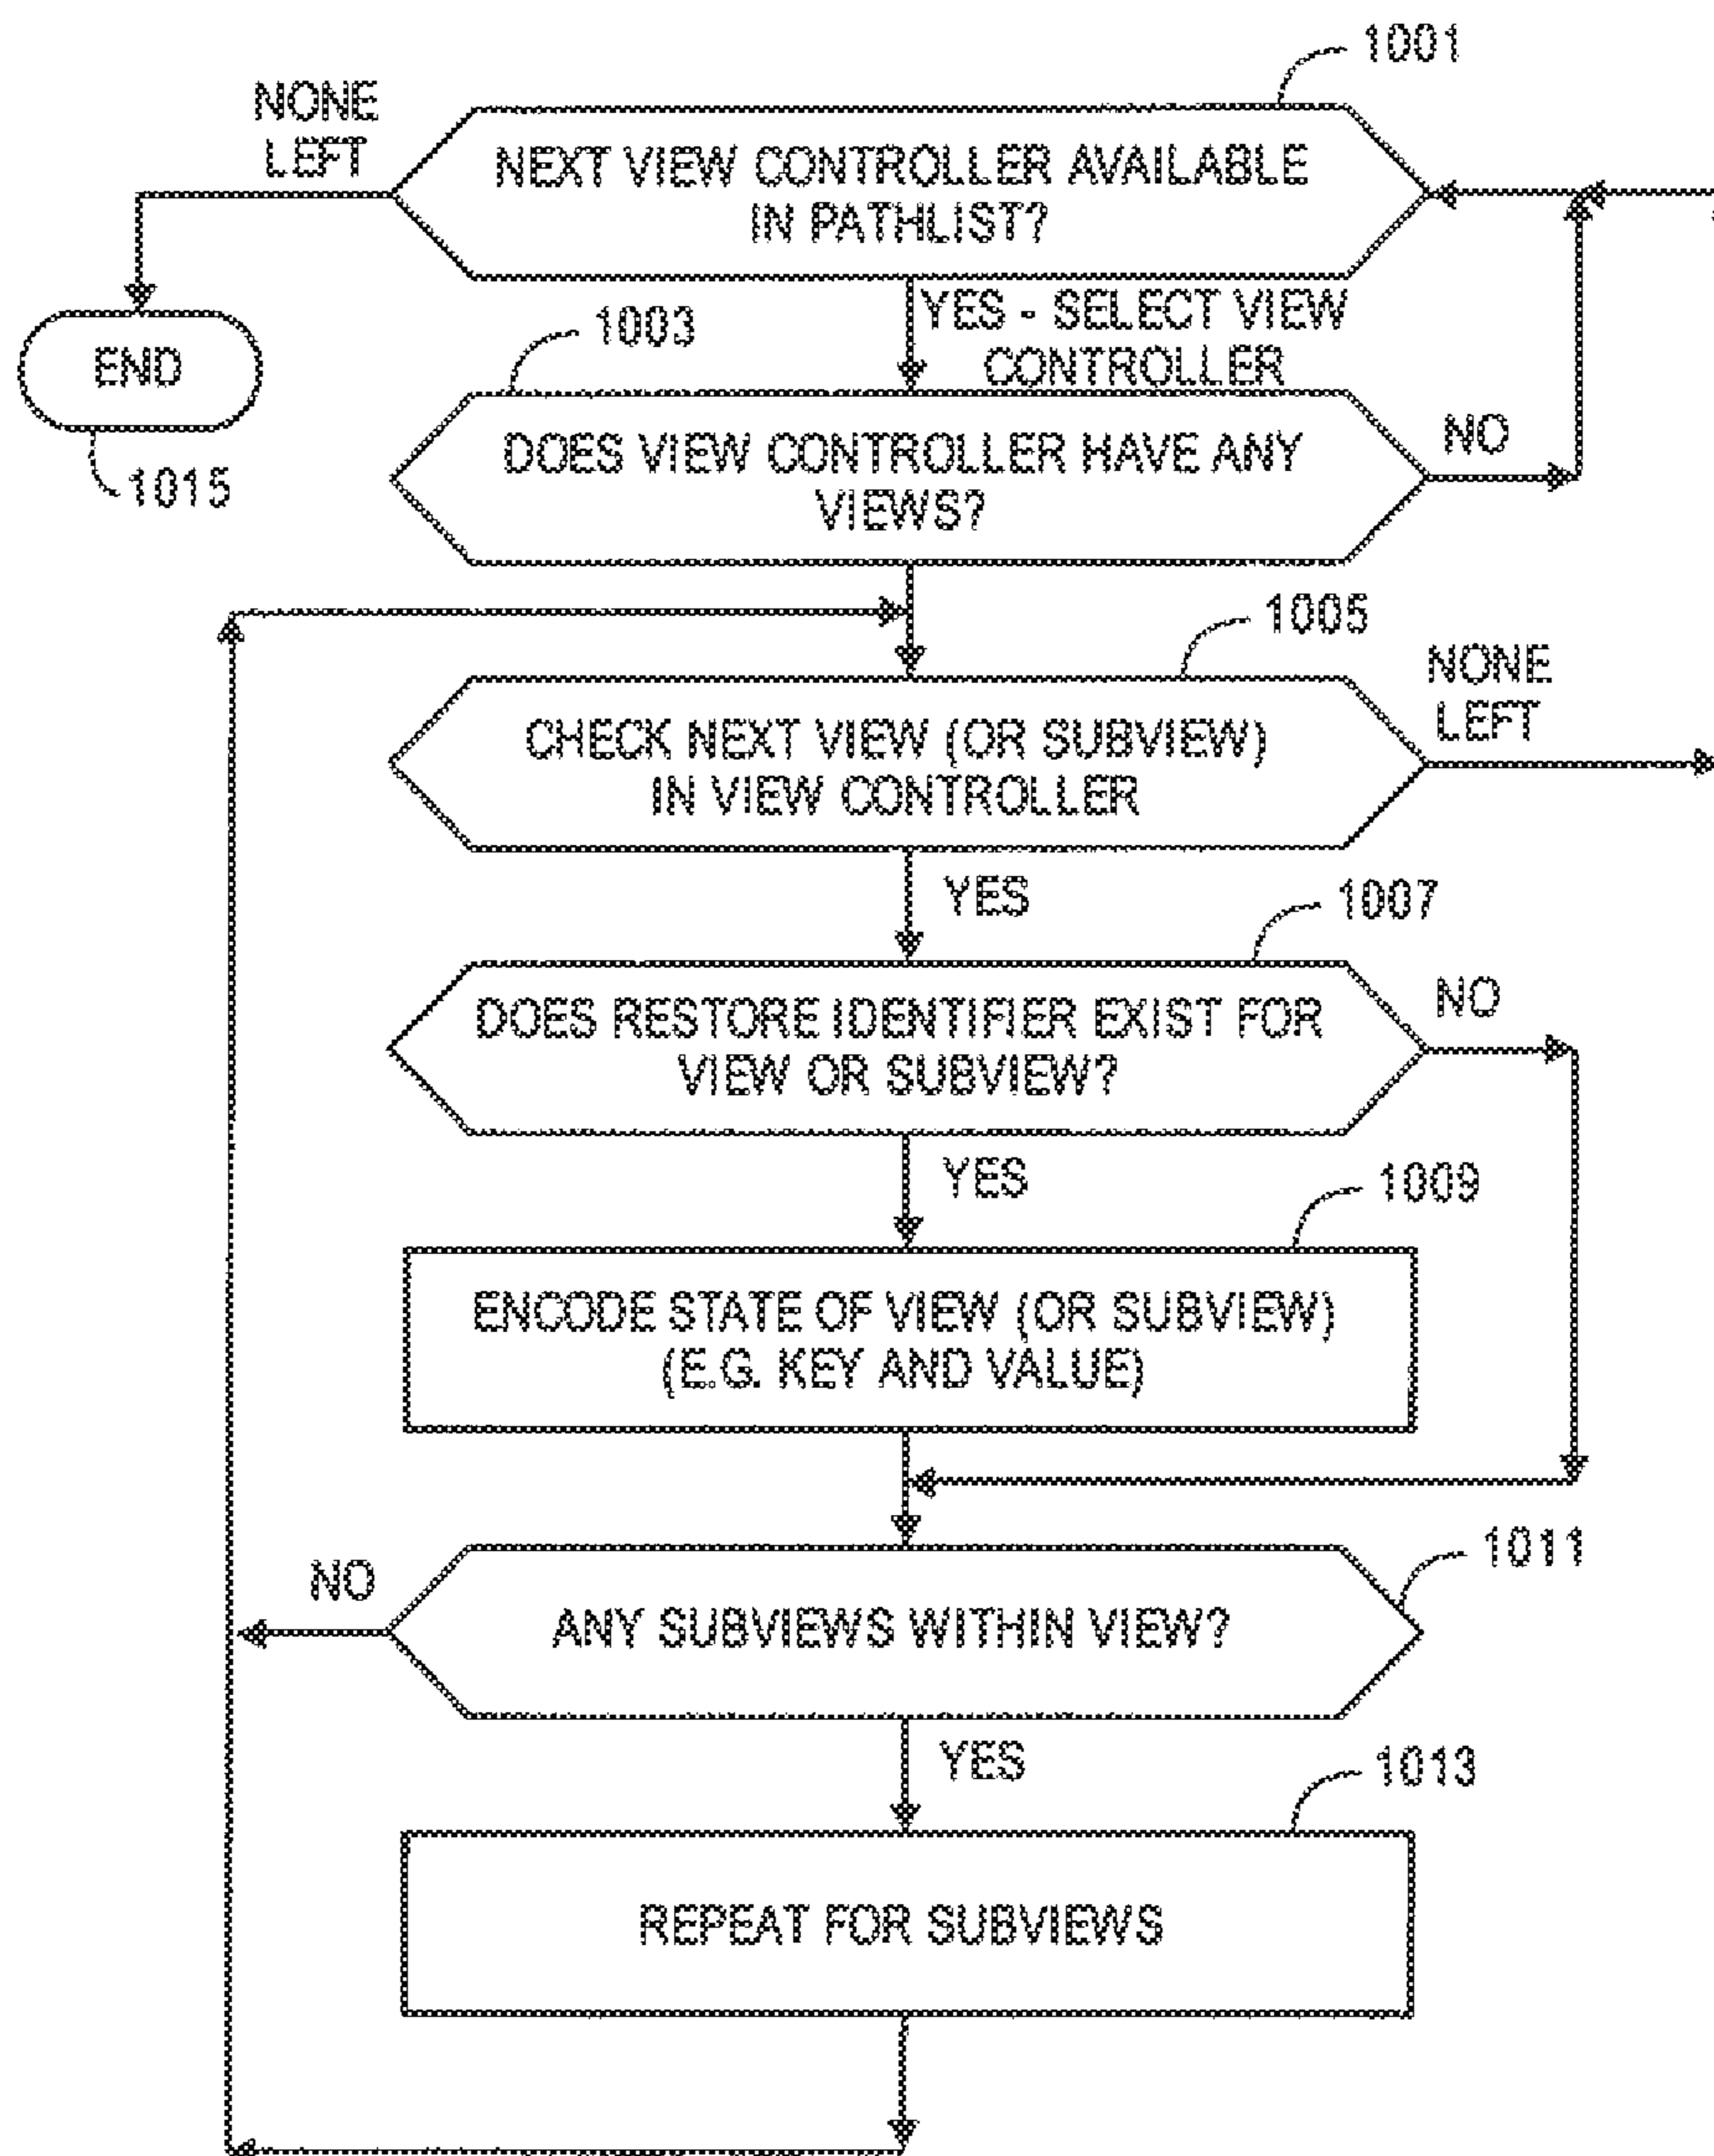 1001
NONE
LEFT
NEXT VIEW CONTROLLER AVAILABLE
IN PATHLIST?
YES - SELECT VIEW
CONTROLLER
END
1015
1003
DOES VIEW CONTROLLER HAVE ANY
VIEWS?
NO
1005
CHECK NEXT VIEW (OR SUBVIEW)
IN VIEW CONTROLLER
NONE
LEFT
YES
1007
DOES RESTORE IDENTIFIER EXIST FOR
VIEW OR SUBVIEW?
NO
YES
1009
ENCODE STATE OF VIEW (OR SUBVIEW)
(E.G. KEY AND VALUE)
1011
NO
ANY SUBVIEWS WITHIN VIEW?
YES
1013
REPEAT FOR SUBVIEWS